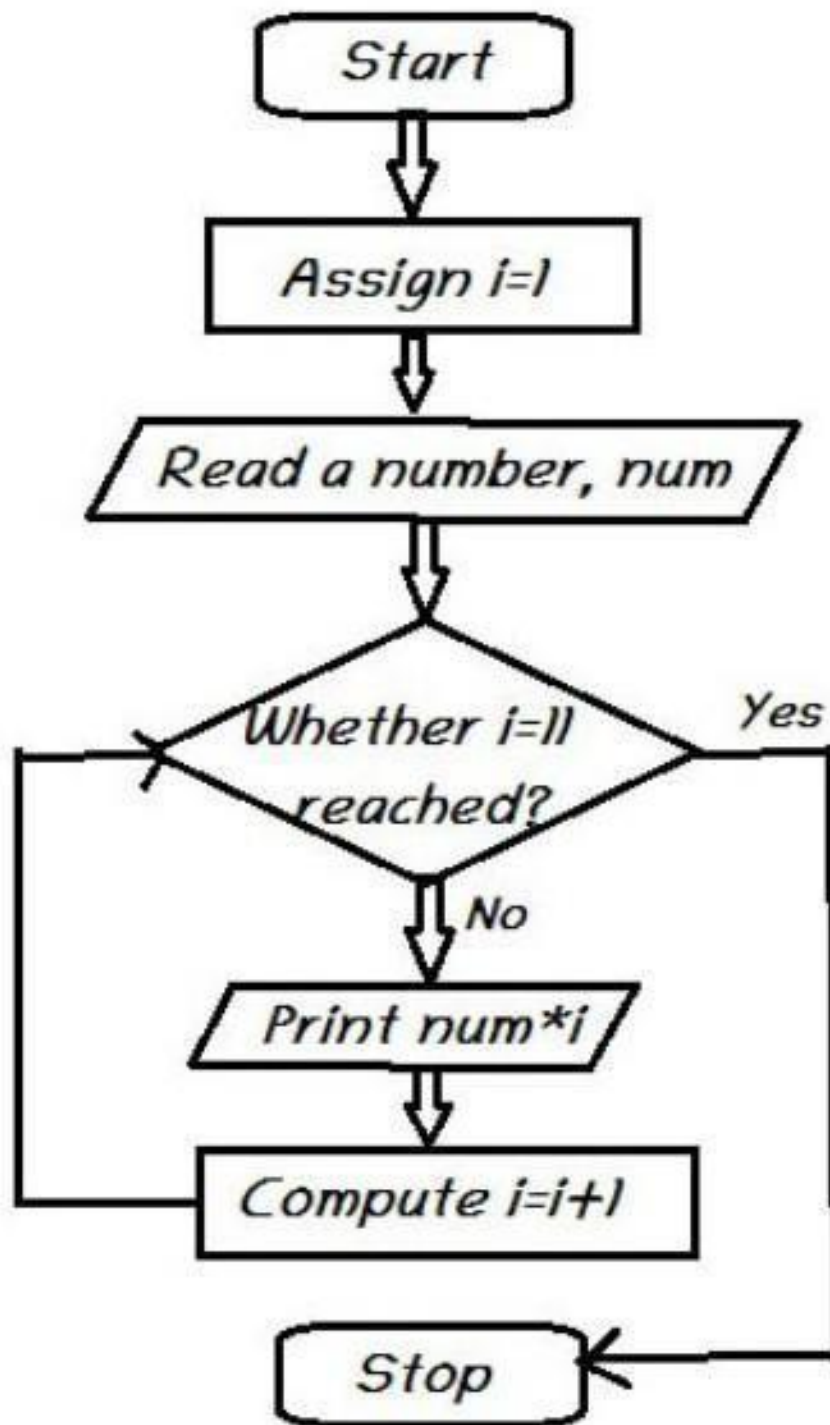 Start
Assign i=1
Read a number, num
Whether i=11
reached?
Yes
No
Print num*i
Compute i=i+1
Stop